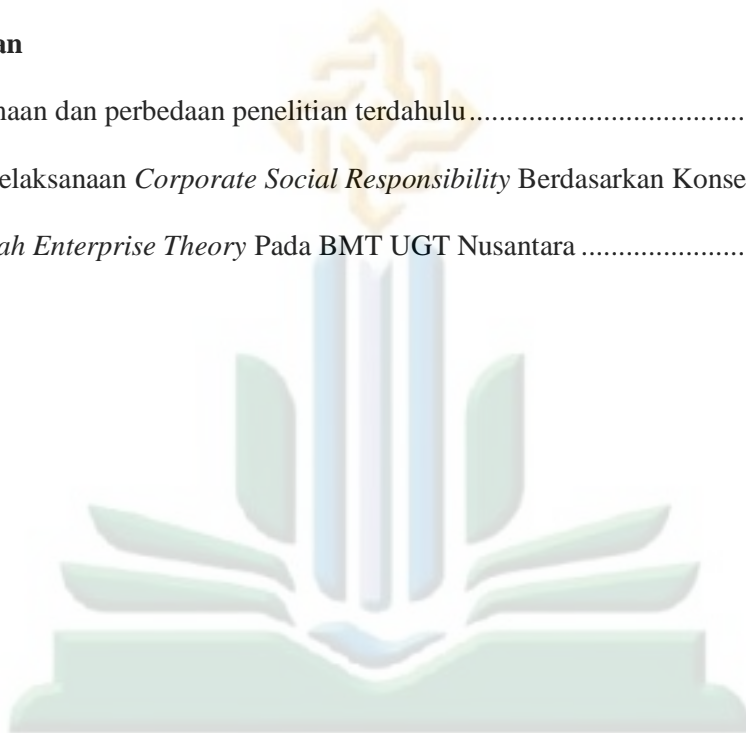 an
naan dan perbedaan penelitian terdahulu..........................................
elaksanaan Corporate Social Responsibility Berdasarkan Konse
ah Enterprise Theory Pada BMT UGT Nusantara .........................